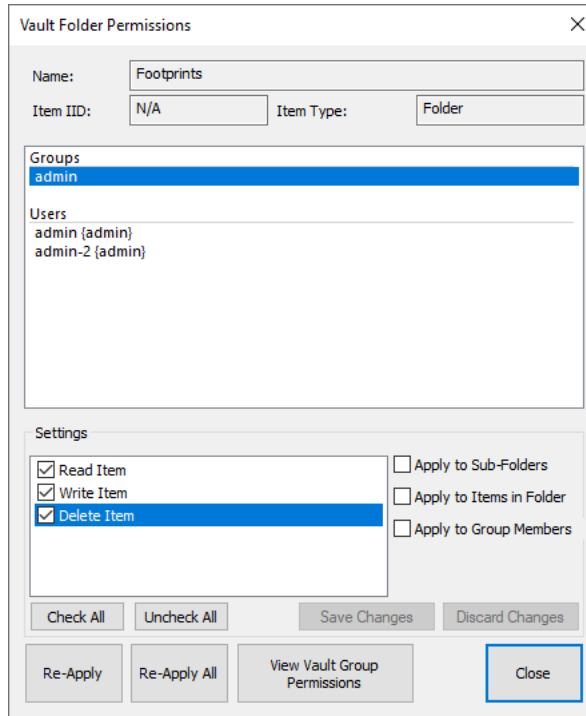 Vault Folder Permissions
Name: Footprints
Item IID: N/A Item Type: Folder
Groups
admin
Users
admin {admin}
admin-2 {admin}
Settings
Read Item
Write Item
Delete Item
Apply to Sub-Folders
Apply to Items in Folder
Apply to Group Members
Check All Uncheck All Save Changes Discard Changes
Re-Apply Re-Apply All View Vault Group
Permissions Close